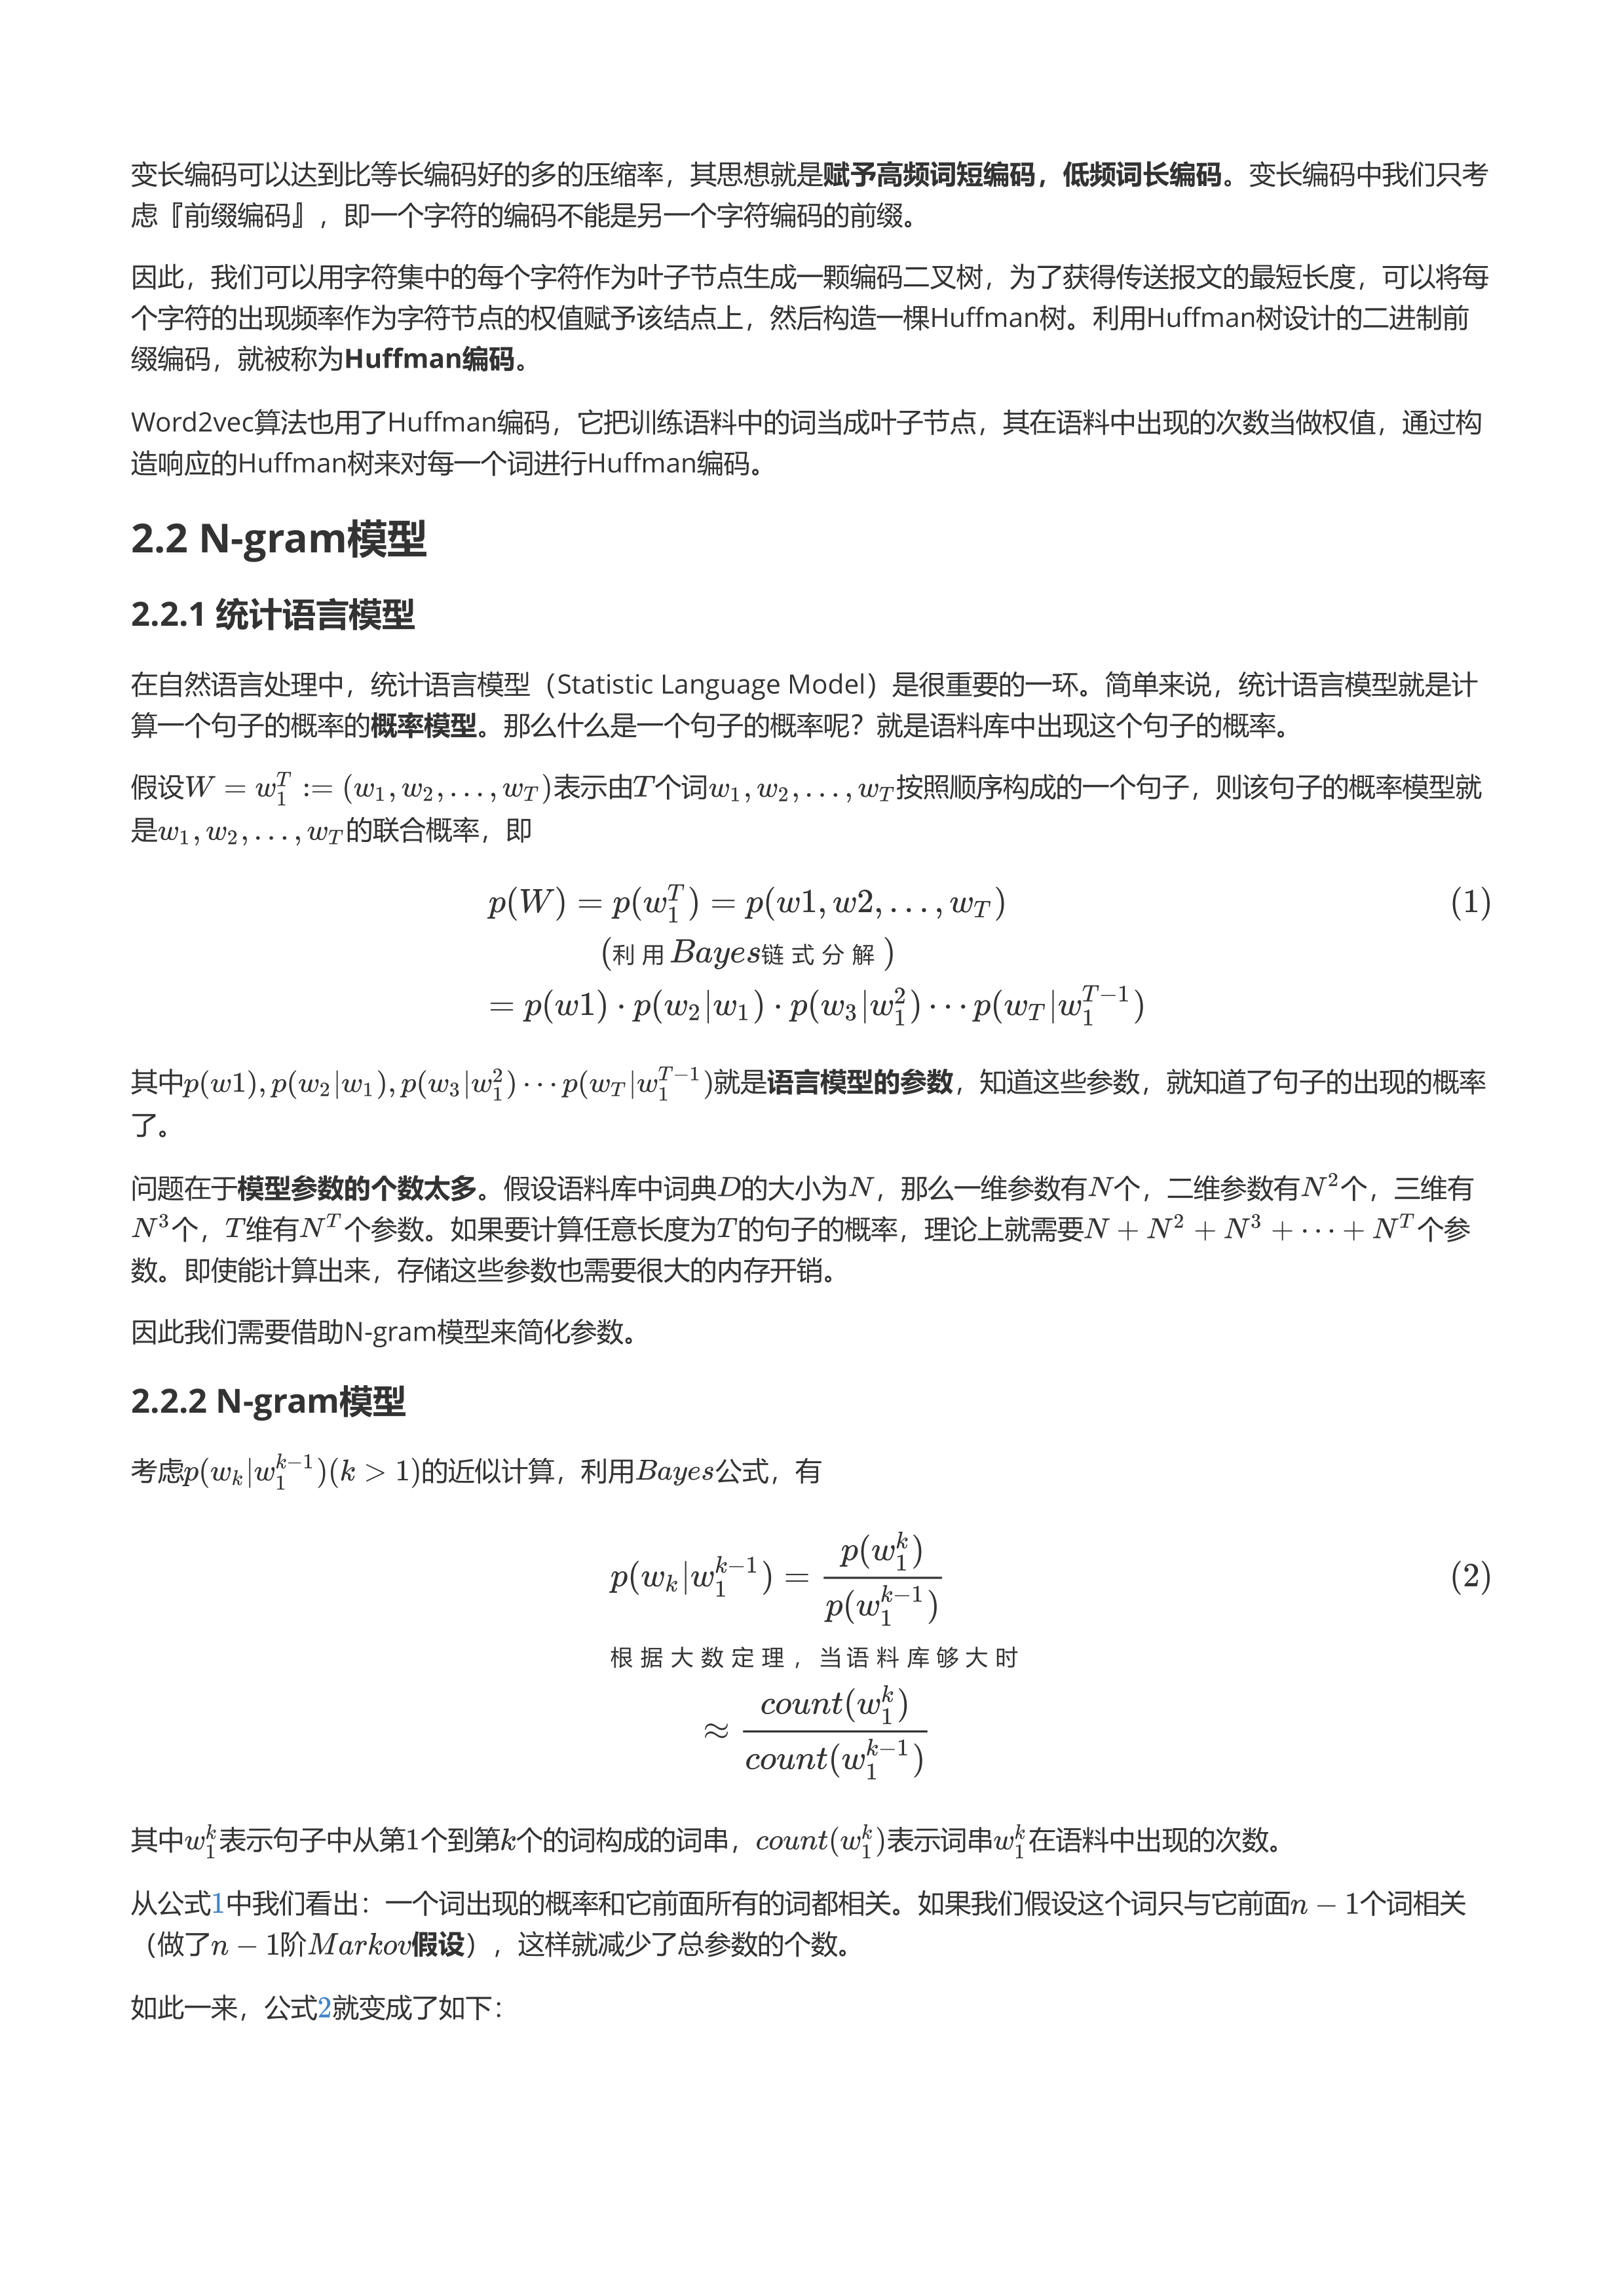 变长编码可以达到比等长编码好的多的压缩率，其思想就是赋予高频词短编码，低频词长编码。变长编码中我们只考
虑『前缀编码』，即一个字符的编码不能是另一个字符编码的前缀。
因此，我们可以用字符集中的每个字符作为叶子节点生成一颗编码二叉树，为了获得传送报文的最短长度，可以将每
个字符的出现频率作为字符节点的权值赋予该结点上，然后构造一棵Huffman树。利用Huffman树设计的二进制前
缀编码，就被称为Huffman编码。
Word2vec算法也用了Huffman编码，它把训练语料中的词当成叶子节点，其在语料中出现的次数当做权值，通过构
造响应的Huffman树来对每一个词进行Huffman编码。
2.2 N-gram模型
2.2.1 统计语言模型
在自然语言处理中，统计语言模型（Statistic Language Model）是很重要的一环。简单来说，统计语言模型就是计
算一个句子的概率的概率模型。那么什么是一个句子的概率呢？就是语料库中出现这个句子的概率。
假设$W = w_1^T := (w_1, w_2, \ldots, w_T)$表示由$T$个词$w_1, w_2, \ldots, w_T$按照顺序构成的一个句子，则该句子的概率模型就
是$w_1, w_2, \ldots, w_T$的联合概率，即
$p(W) = p(w_1^T) = p(w1, w2, \ldots, w_T)$ (1)
(利用$Bayes$链式分解)
$= p(w1) \cdot p(w_2|w_1) \cdot p(w_3|w_1^2) \cdots p(w_T|w_1^{T-1})$
其中$p(w1), p(w_2|w_1), p(w_3|w_1^2) \cdots p(w_T|w_1^{T-1})$就是语言模型的参数，知道这些参数，就知道了句子的出现的概率
了。
问题在于模型参数的个数太多。假设语料库中词典$D$的大小为$N$，那么一维参数有$N$个，二维参数有$N^2$个，三维有
$N^3$个，$T$维有$N^T$个参数。如果要计算任意长度为$T$的句子的概率，理论上就需要$N + N^2 + N^3 + \cdots + N^T$个参
数。即使能计算出来，存储这些参数也需要很大的内存开销。
因此我们需要借助N-gram模型来简化参数。
2.2.2 N-gram模型
考虑$p(w_k|w_1^{k-1})(k > 1)$的近似计算，利用$Bayes$公式，有
$p(w_k|w_1^{k-1}) = \frac{p(w_1^k)}{p(w_1^{k-1})}$ (2)
根据大数定理，当语料库够大时
$\approx \frac{count(w_1^k)}{count(w_1^{k-1})}$
其中$w_1^k$表示句子中从第1个到第$k$个的词构成的词串，$count(w_1^k)$表示词串$w_1^k$在语料中出现的次数。
从公式1中我们看出：一个词出现的概率和它前面所有的词都相关。如果我们假设这个词只与它前面$n - 1$个词相关
（做了$n - 1$阶$Markov$假设），这样就减少了总参数的个数。
如此一来，公式2就变成了如下：